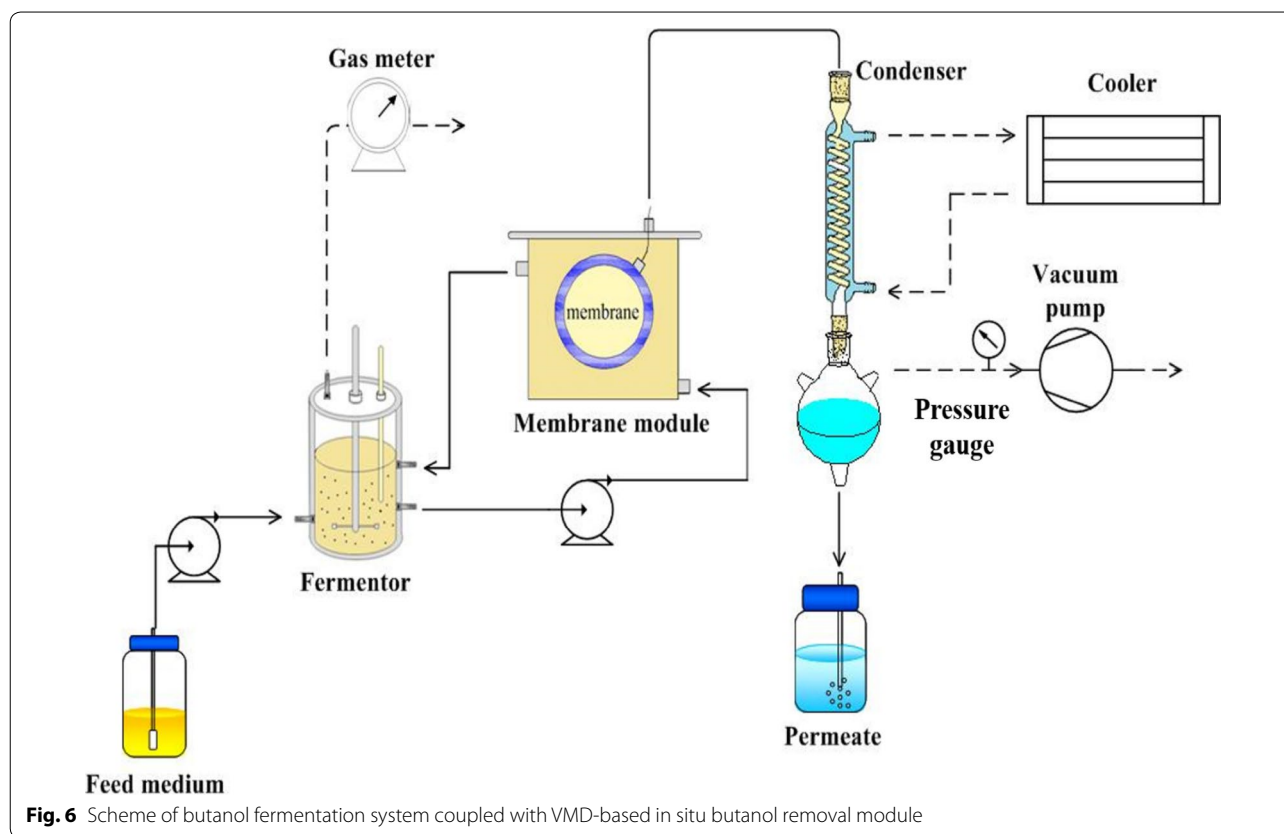 Gas meter
Condenser
Cooler
membrane
Membrane module
Vacuum
pump
Pressure
gauge
Fermentor
Feed medium
Permeate
Fig. 6 Scheme of butanol fermentation system coupled with VMD-based in situ butanol removal module